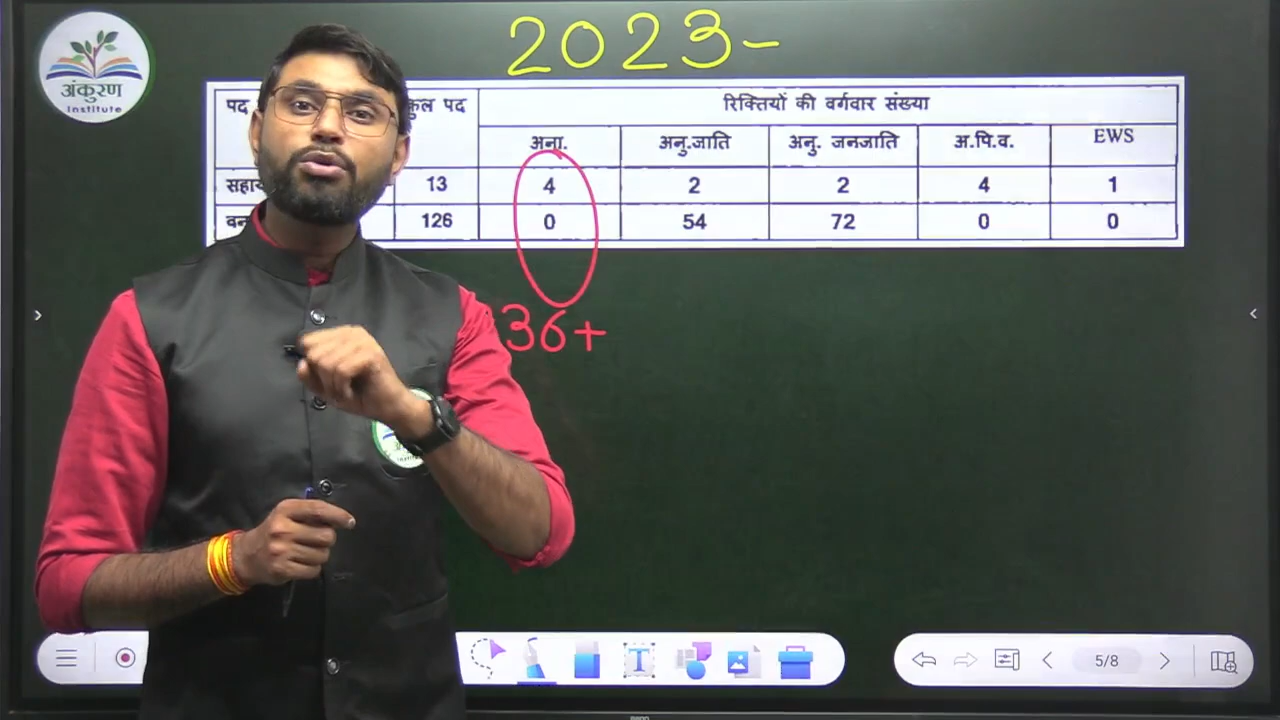 2023-
अंकुरण
Institute
पद कुल पद रिक्तियों की वर्गवार संख्या
अना. अनु.जाति अनु. जनजाति अ.पि.व. EWS
13 4 2 2 4 1
126 0 54 72 0 0
36+
5/8